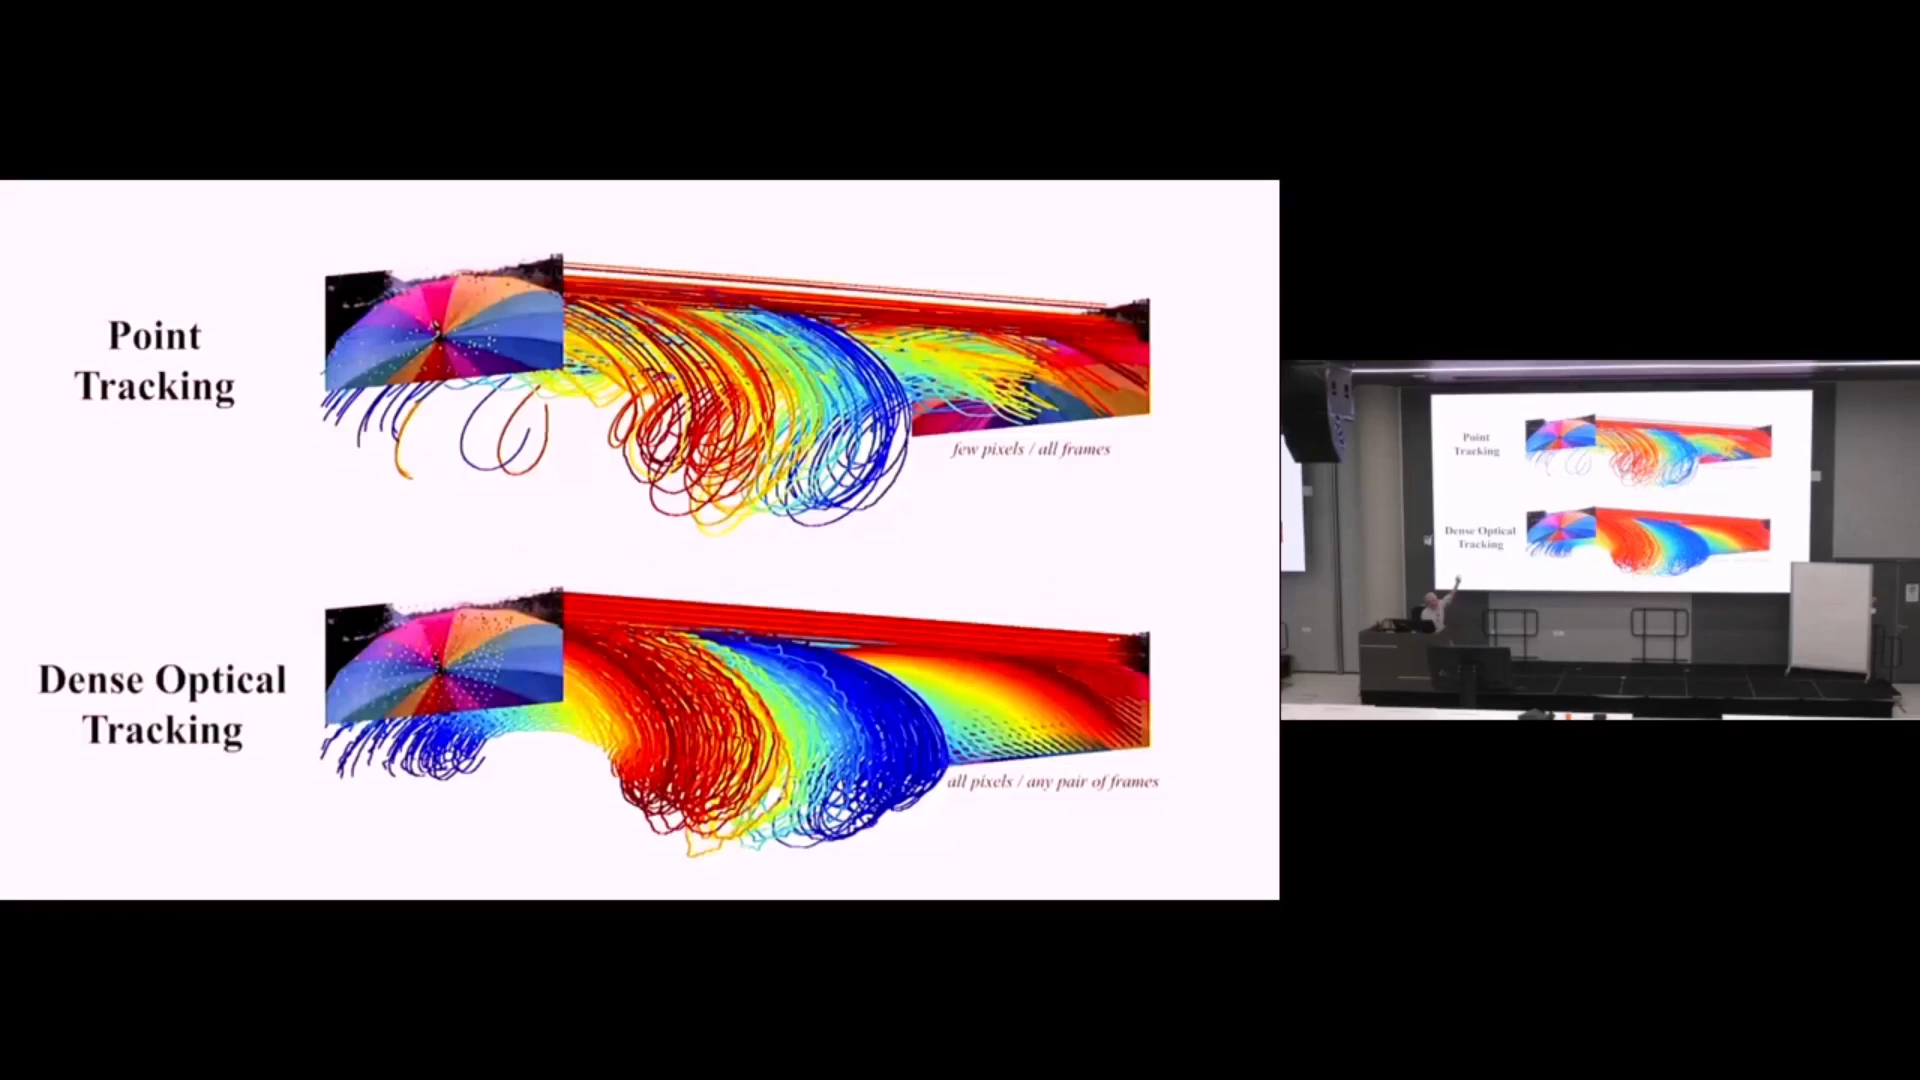 Point
Tracking
few pixels / all frames
Dense Optical
Tracking
all pixels / any pair of frames
Point
Tracking
Dense Optical
Tracking